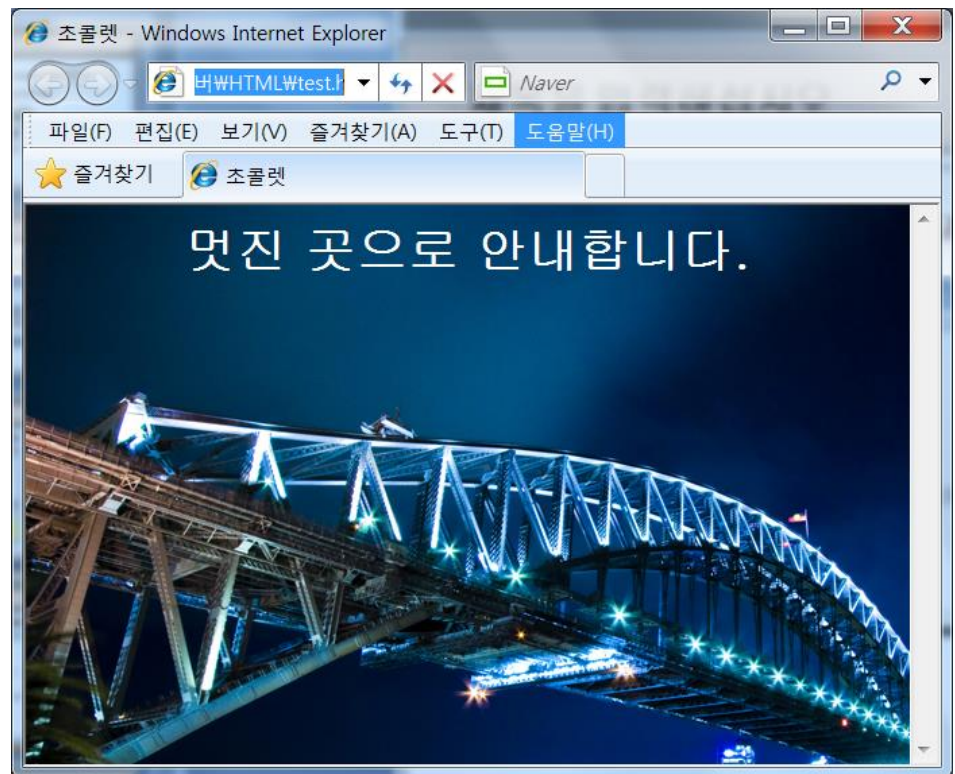 초콜렛 - Windows Internet Explorer
버₩HTML₩test.h
Naver
파일(F) 편집(E) 보기(V) 즐겨찾기(A) 도구(T) 도움말(H)
즐겨찾기 초콜렛
멋진 곳으로 안내합니다.